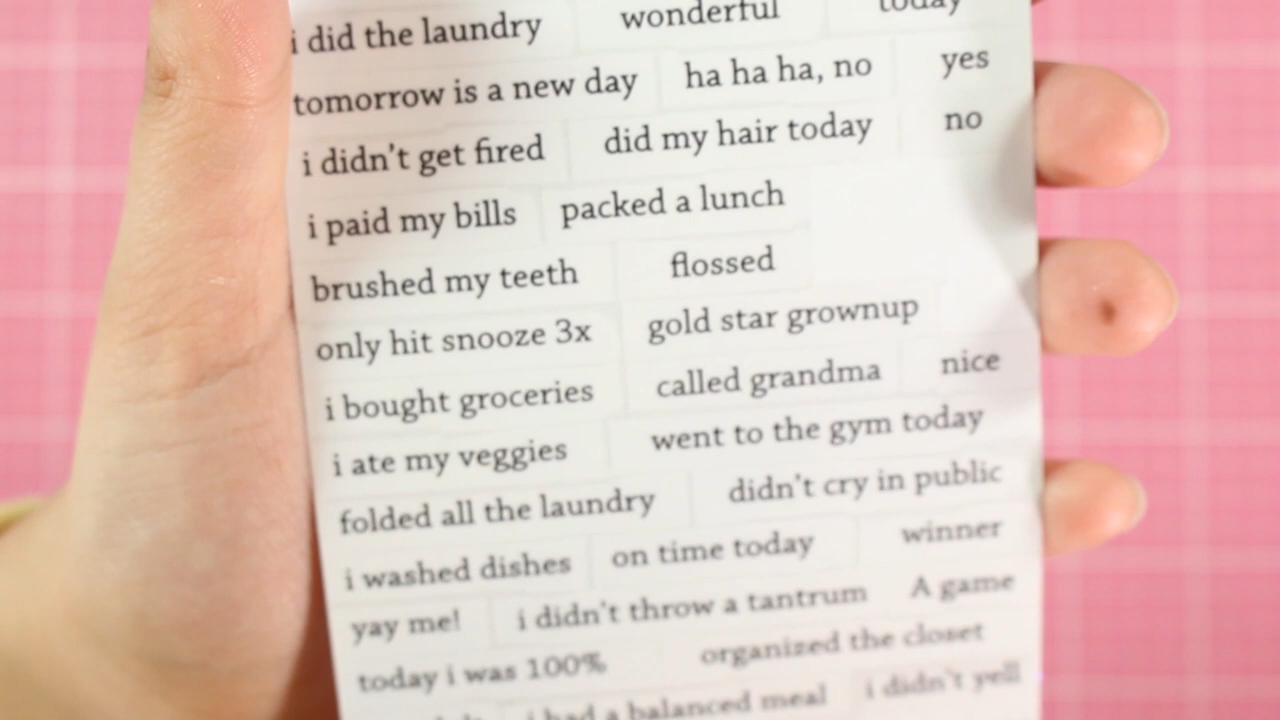 i did the laundry wonderful today
tomorrow is a new day ha ha ha, no yes
i didn't get fired did my hair today no
i paid my bills packed a lunch
brushed my teeth flossed
only hit snooze 3x gold star grownup
i bought groceries called grandma nice
i ate my veggies went to the gym today
folded all the laundry didn't cry in public
i washed dishes on time today winner
yay me! i didn't throw a tantrum A game
today i was 100% organized the closet
i had a balanced meal i didn't yell